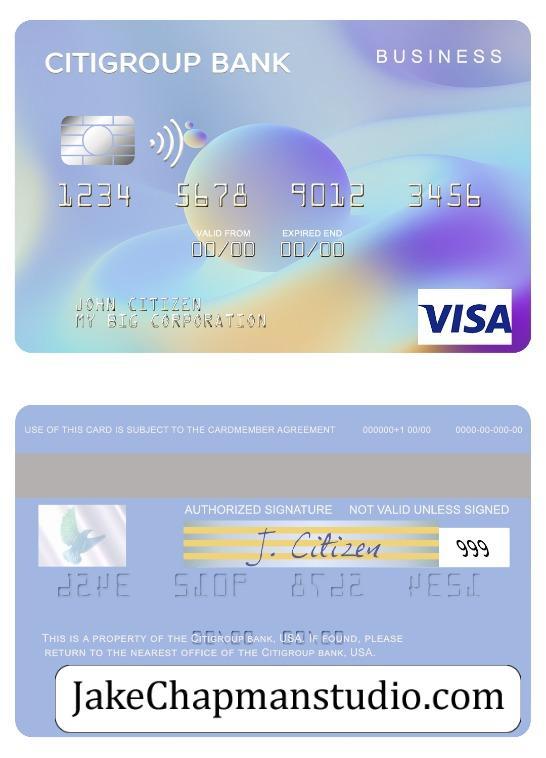 CITIGROUP BANK
BUSINESS
1234 5678 9012 3456
VALID FROM EXPIRED END
00/00 00/00
JOHN CITIZEN
MY BIG CORPORATION
VISA
USE OF THIS CARD IS SUBJECT TO THE CARDMEMBER AGREEMENT 000000+1 00/00 0000-00-000-00
AUTHORIZED SIGNATURE NOT VALID UNLESS SIGNED
J. Citizen
999
THIS IS A PROPERTY OF THE CITIGROUP BANK, USA. IF FOUND, PLEASE
RETURN TO THE NEAREST OFFICE OF THE CITIGROUP BANK, USA.
JakeChapmanstudio.com